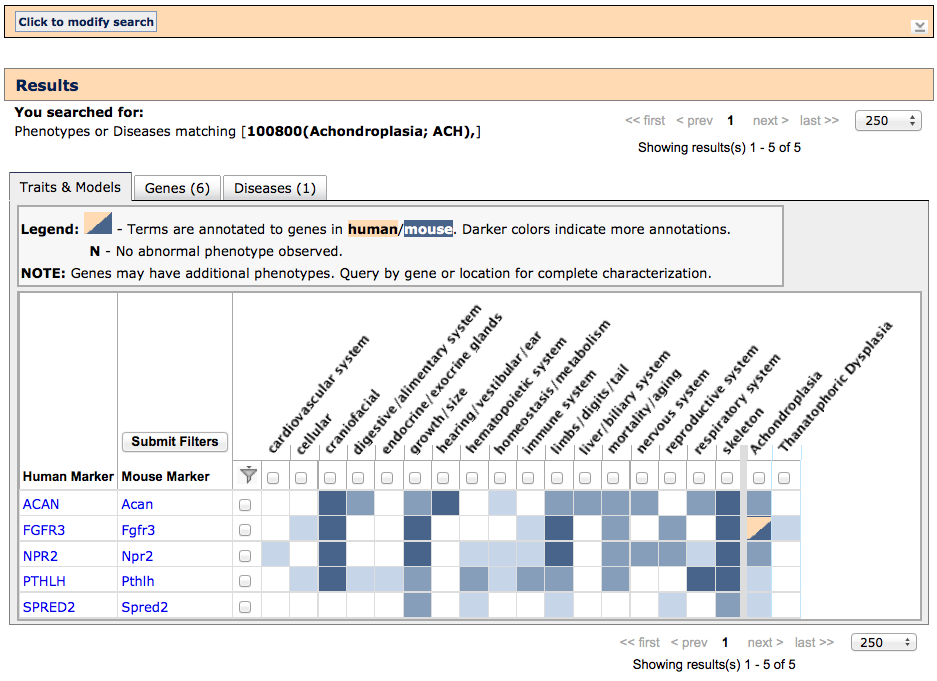 Click to modify search
Results
You searched for:
Phenotypes or Diseases matching [100800(Achondroplasia; ACH),]
<< first < prev 1 next > last >> 250
Showing results(s) 1 - 5 of 5
Traits & Models Genes (6) Diseases (1)
Legend: - Terms are annotated to genes in human/mouse. Darker colors indicate more annotations.
N - No abnormal phenotype observed.
NOTE: Genes may have additional phenotypes. Query by gene or location for complete characterization.
cardiovascular system
cellular
craniofacial
digestive/alimentary system
endocrine/exocrine glands
growth/size
hearing/vestibular/ear
hematopoietic system
homeostasis/metabolism
immune system
limbs/digits/tail
liver/biliary system
mortality/aging
nervous system
reproductive system
respiratory system
skeleton
Achondroplasia
Thanatophoric Dysplasia
Submit Filters
Human Marker Mouse Marker
ACAN Acan
FGFR3 Fgfr3
NPR2 Npr2
PTHLH Pthlh
SPRED2 Spred2
<< first < prev 1 next > last >> 250
Showing results(s) 1 - 5 of 5